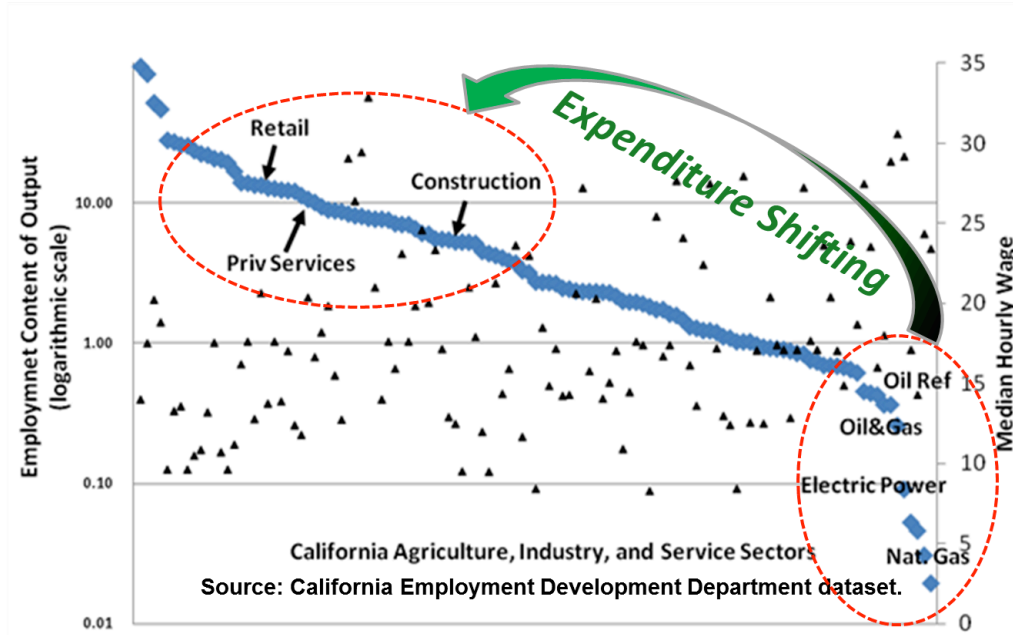 Employmnet Content of Output
(logarithmic scale)
10.00
1.00
0.10
0.01
Retail
Priv Services
Construction
Expenditure Shifting
Oil Ref
Oil&Gas
Electric Power
Nat. Gas
35
30
25
20
15
10
5
0
Median Hourly Wage
California Agriculture, Industry, and Service Sectors
Source: California Employment Development Department dataset.